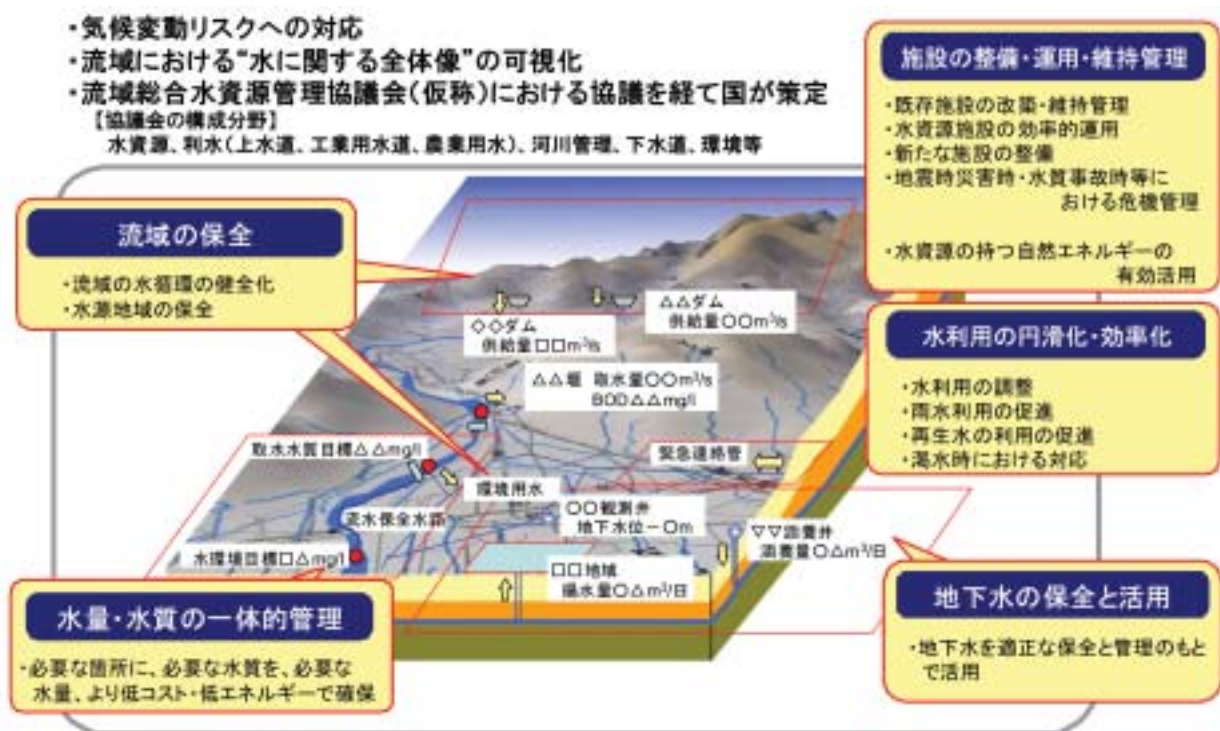 ・気候変動リスクへの対応
・流域における“水に関する全体像”の可視化
・流域総合水資源管理協議会(仮称)における協議を経て国が策定
【協議会の構成分野】
水資源、利水(上水道、工業用水道、農業用水)、河川管理、下水道、環境等
施設の整備・運用・維持管理
・既存施設の改築・維持管理
・水資源施設の効率的運用
・新たな施設の整備
・地震時災害時・水質事故時等に
おける危機管理
・水資源の持つ自然エネルギーの
有効活用
流域の保全
・流域の水循環の健全化
・水源地域の保全
◇◇ダム
供給量□□m³/s
△△ダム
供給量○○m³/s
水利用の円滑化・効率化
・水利用の調整
・雨水利用の促進
・再生水の利用の促進
・渇水時における対応
△△堰 取水量○○m³/s
BOD△△mg/l
取水水質目標△△mg/l
緊急連絡管
環境用水
流水保全水路
○○観測井
地下水位−○m
▽▽涵養井
涵養量○△m³/日
水環境目標□△mg/l
□□地域
揚水量○△m³/日
水量・水質の一体的管理
・必要な箇所に、必要な水質を、必要な
水量、より低コスト・低エネルギーで確保
地下水の保全と活用
・地下水を適正な保全と管理のもと
で活用